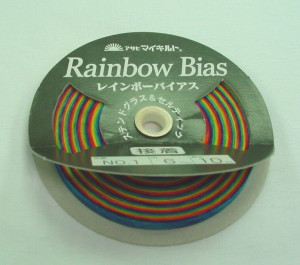 アサヒマイキルト®
Rainbow Bias
レインボーバイアス
ステンドグラス&セルティック
接着
NO.1 6 10